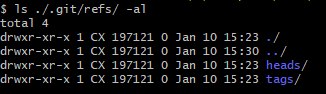 $ ls ./.git/refs/ -al
total 4
drwxr-xr-x 1 CX 197121 0 Jan 10 15:23 ./
drwxr-xr-x 1 CX 197121 0 Jan 10 15:30 ../
drwxr-xr-x 1 CX 197121 0 Jan 10 15:23 heads/
drwxr-xr-x 1 CX 197121 0 Jan 10 15:23 tags/